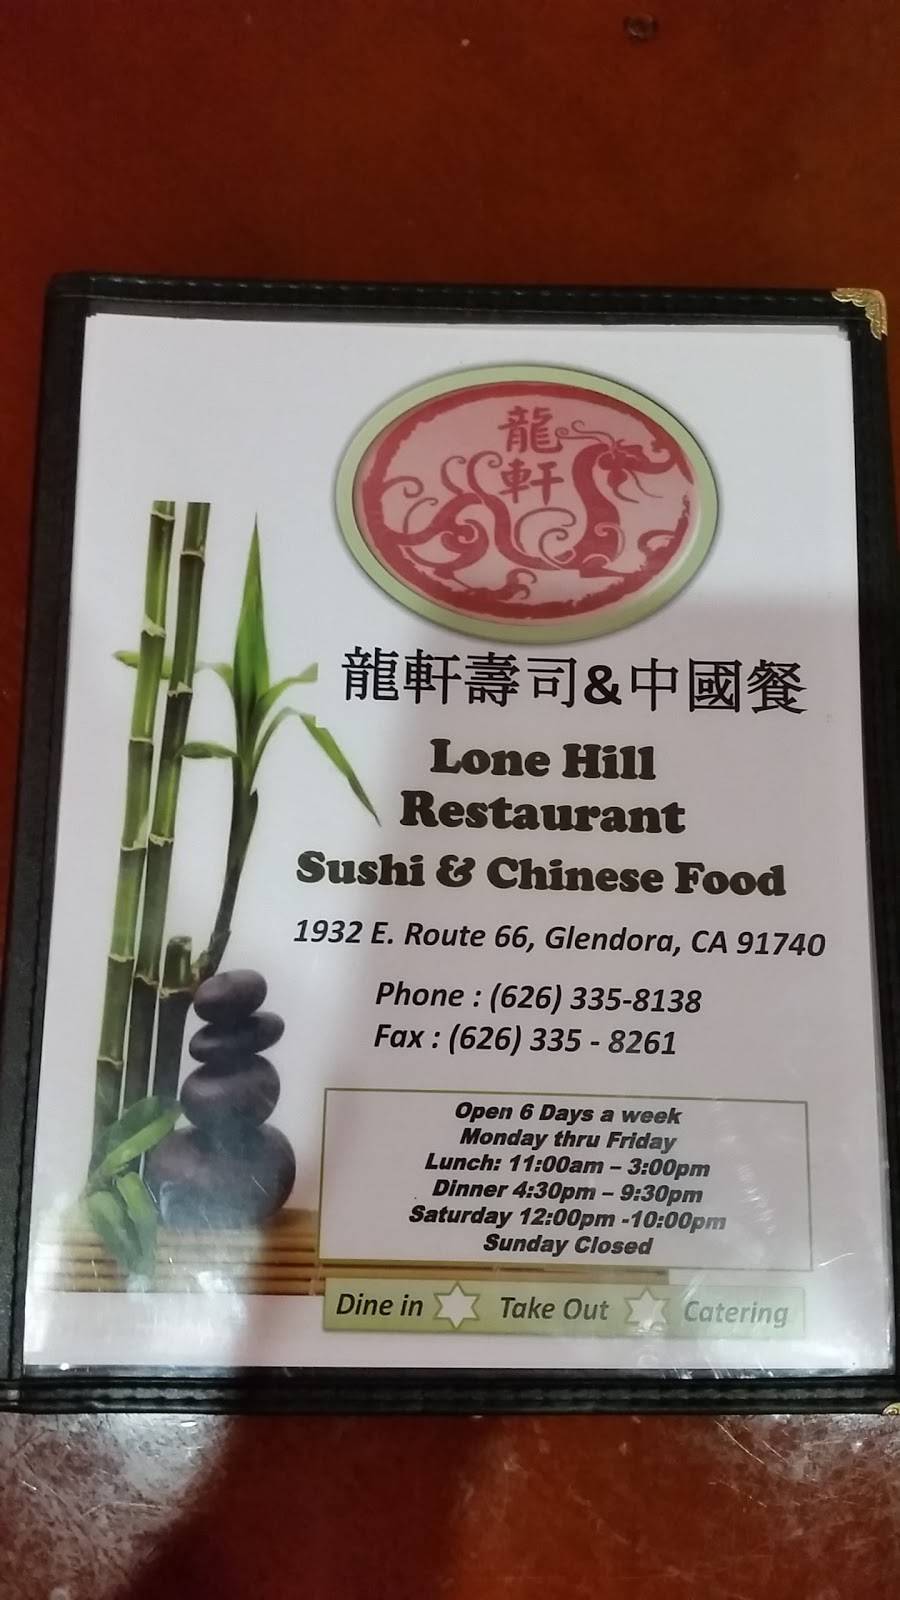 龍
軒
龍軒壽司&中國餐
Lone Hill
Restaurant
Sushi & Chinese Food
1932 E. Route 66, Glendora, CA 91740
Phone : (626) 335-8138
Fax : (626) 335 - 8261
Open 6 Days a week
Monday thru Friday
Lunch: 11:00am – 3:00pm
Dinner 4:30pm – 9:30pm
Saturday 12:00pm -10:00pm
Sunday Closed
Dine in Take Out Catering